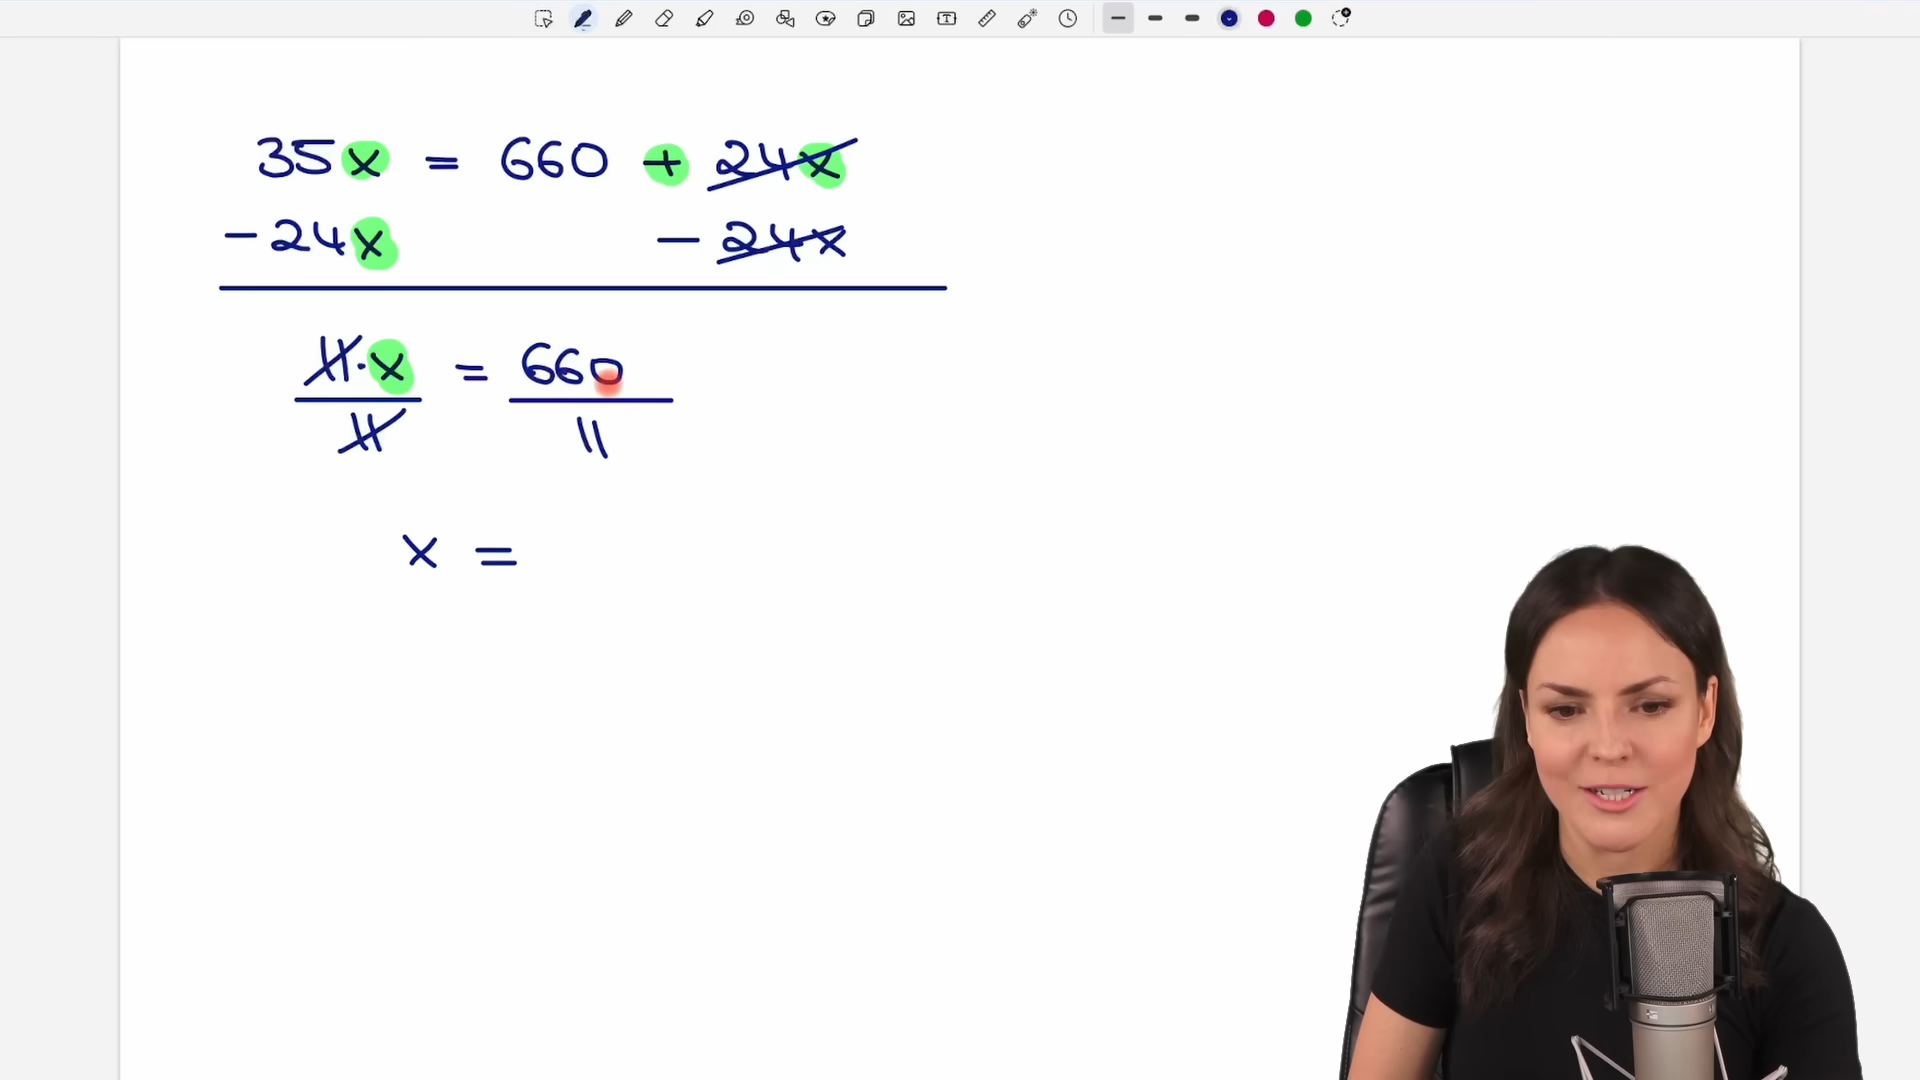 35x = 660 + 24x
- 24x - 24x
11 · x = 660
11 11
x =